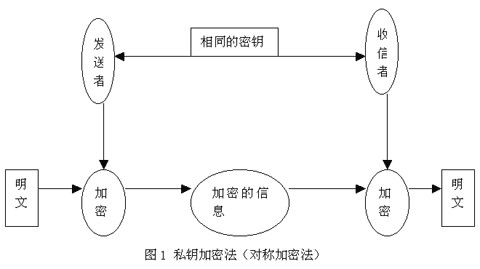 发送者
相同的密钥
收信者
明文
加密
加密的信息
加密
明文
图1 私钥加密法（对称加密法）